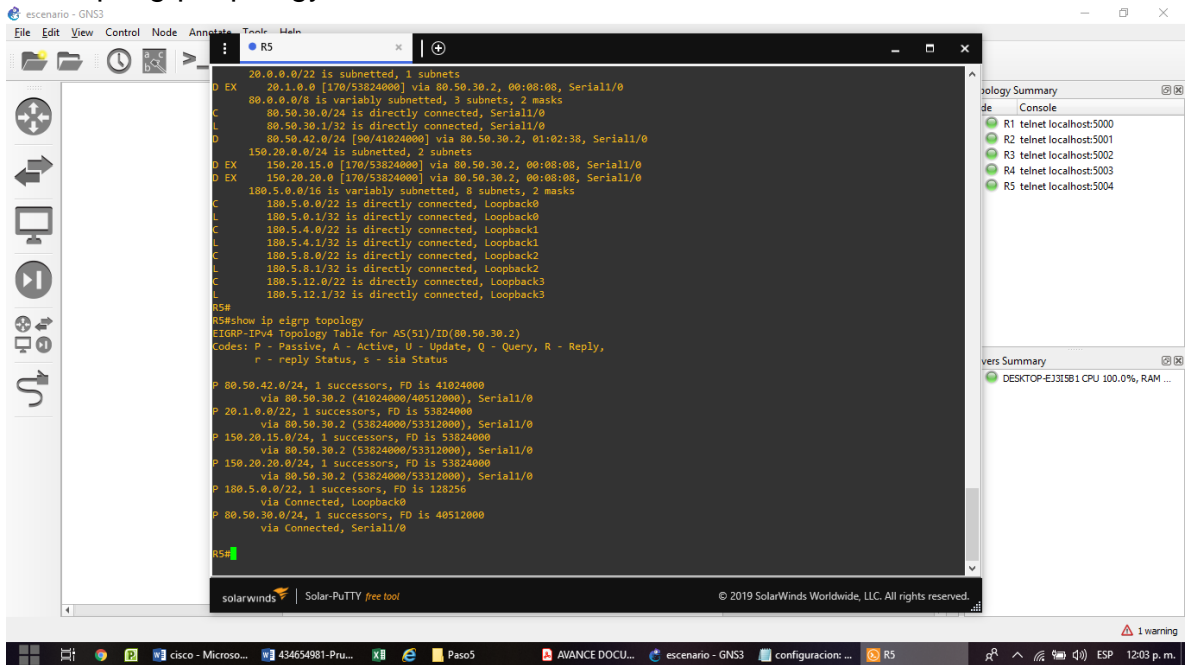 escenario - GNS3
File Edit View Control Node Annotate Tools Help
R5
20.0.0.0/22 is subnetted, 1 subnets
D EX 20.1.0.0 [170/53824000] via 80.50.30.2, 00:08:08, Serial1/0
80.0.0.0/8 is variably subnetted, 3 subnets, 2 masks
C 80.50.30.0/24 is directly connected, Serial1/0
L 80.50.30.1/32 is directly connected, Serial1/0
D 80.50.42.0/24 [90/41024000] via 80.50.30.2, 01:02:38, Serial1/0
150.20.0.0/24 is subnetted, 2 subnets
D EX 150.20.15.0 [170/53824000] via 80.50.30.2, 00:08:08, Serial1/0
D EX 150.20.20.0 [170/53824000] via 80.50.30.2, 00:08:08, Serial1/0
180.5.0.0/16 is variably subnetted, 8 subnets, 2 masks
C 180.5.0.0/22 is directly connected, Loopback0
L 180.5.0.1/32 is directly connected, Loopback0
C 180.5.4.0/22 is directly connected, Loopback1
L 180.5.4.1/32 is directly connected, Loopback1
C 180.5.8.0/22 is directly connected, Loopback2
L 180.5.8.1/32 is directly connected, Loopback2
C 180.5.12.0/22 is directly connected, Loopback3
L 180.5.12.1/32 is directly connected, Loopback3
R5#
R5#show ip eigrp topology
EIGRP-IPv4 Topology Table for AS(51)/ID(80.50.30.2)
Codes: P - Passive, A - Active, U - Update, Q - Query, R - Reply,
r - reply Status, s - sia Status
P 80.50.42.0/24, 1 successors, FD is 41024000
via 80.50.30.2 (41024000/40512000), Serial1/0
P 20.1.0.0/22, 1 successors, FD is 53824000
via 80.50.30.2 (53824000/53312000), Serial1/0
P 150.20.15.0/24, 1 successors, FD is 53824000
via 80.50.30.2 (53824000/53312000), Serial1/0
P 150.20.20.0/24, 1 successors, FD is 53824000
via 80.50.30.2 (53824000/53312000), Serial1/0
P 180.5.0.0/22, 1 successors, FD is 128256
via Connected, Loopback0
P 80.50.30.0/24, 1 successors, FD is 40512000
via Connected, Serial1/0
R5#
solarwinds Solar-PuTTY free tool © 2019 SolarWinds Worldwide, LLC. All rights reserved.
pology Summary
de Console
R1 telnet localhost:5000
R2 telnet localhost:5001
R3 telnet localhost:5002
R4 telnet localhost:5003
R5 telnet localhost:5004
vers Summary
DESKTOP-EJ3I5B1 CPU 100.0%, RAM ...
1 warning
cisco - Microso... 434654981-Pru... Paso5 AVANCE DOCU... escenario - GNS3 configuracion: ... R5 ESP 12:03 p. m.